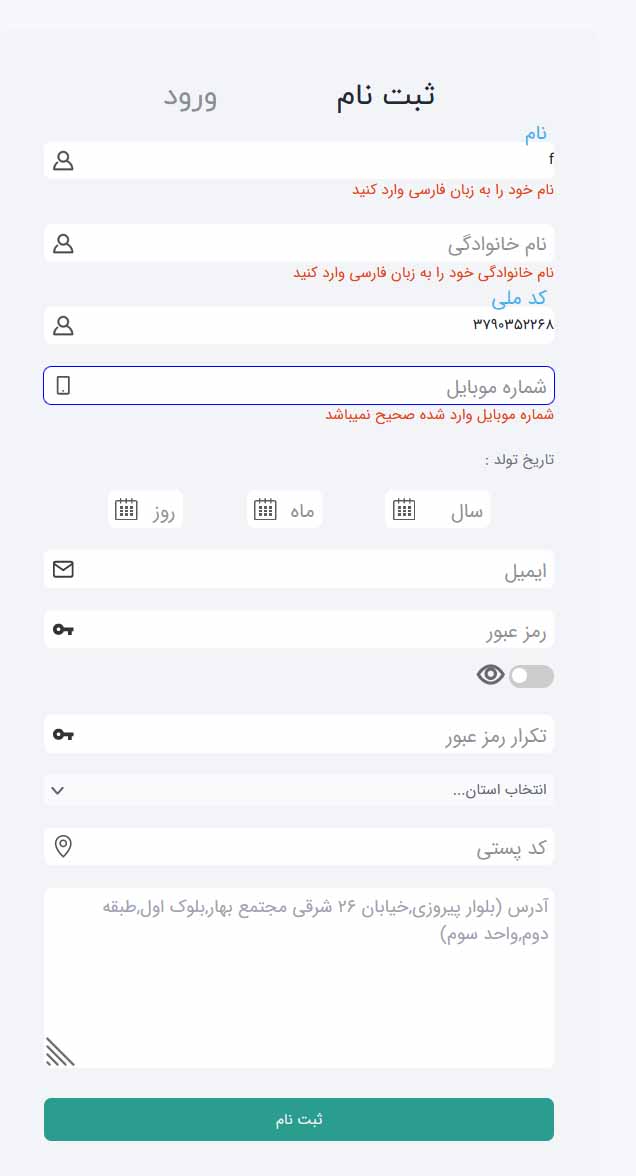 ثبت نام
ورود
نام
f
نام خود را به زبان فارسی وارد کنید
نام خانوادگی
نام خانوادگی خود را به زبان فارسی وارد کنید
کد ملی
۳۷۹۰۳۵۲۲۶۸
شماره موبایل
شماره موبایل وارد شده صحیح نمیباشد
تاریخ تولد :
سال
ماه
روز
ایمیل
رمز عبور
تکرار رمز عبور
انتخاب استان...
کد پستی
آدرس (بلوار پیروزی,خیابان ۲۶ شرقی مجتمع بهار,بلوک اول,طبقه
دوم,واحد سوم)
ثبت نام